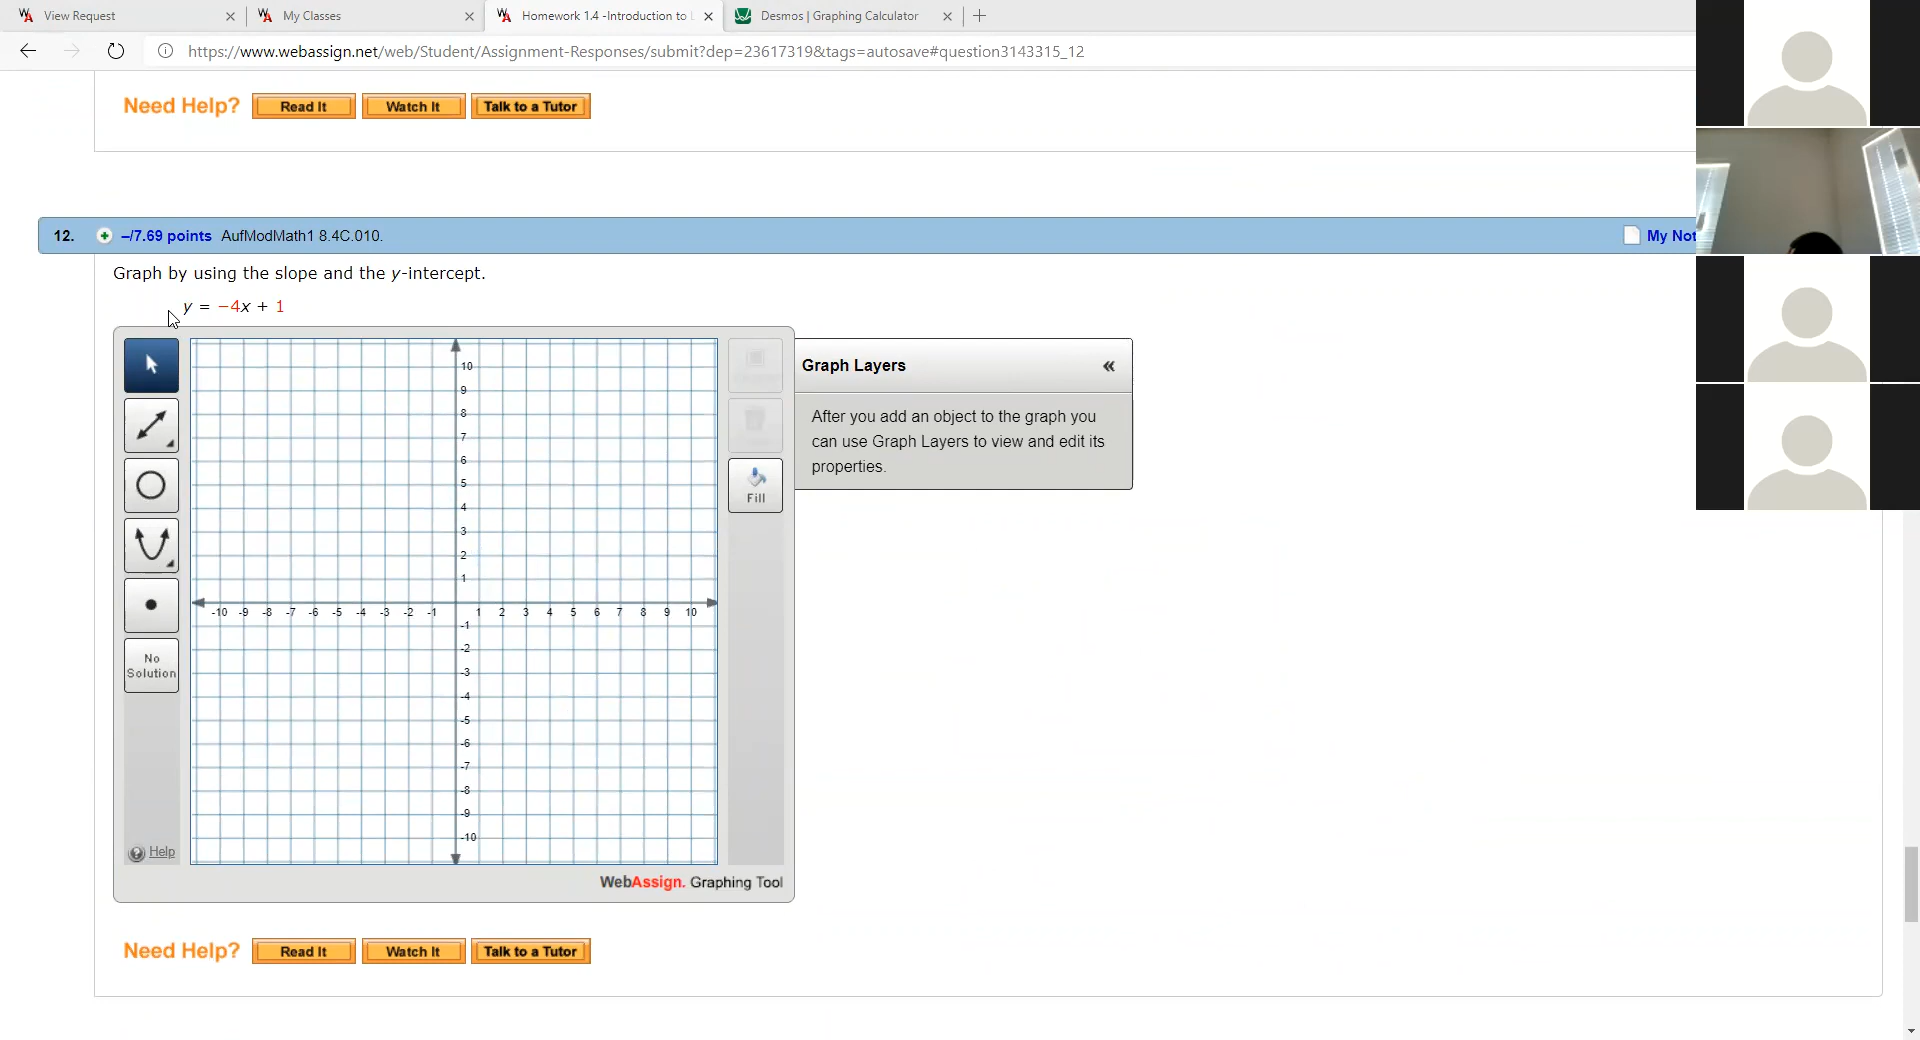 View Request
My Classes
Homework 1.4 -Introduction to L
Desmos | Graphing Calculator
https://www.webassign.net/web/Student/Assignment-Responses/submit?dep=23617319&tags=autosave#question3143315_12
Need Help? Read It Watch It Talk to a Tutor
12. –/7.69 points AufModMath1 8.4C.010. My Not
Graph by using the slope and the y-intercept.
y = −4x + 1
Graph Layers «
After you add an object to the graph you
can use Graph Layers to view and edit its
properties.
Fill
No
Solution
10
9
8
7
6
5
4
3
2
1
-10 -9 -8 -7 -6 -5 -4 -3 -2 -1 1 2 3 4 5 6 7 8 9 10
-1
-2
-3
-4
-5
-6
-7
-8
-9
-10
Help
WebAssign. Graphing Tool
Need Help? Read It Watch It Talk to a Tutor